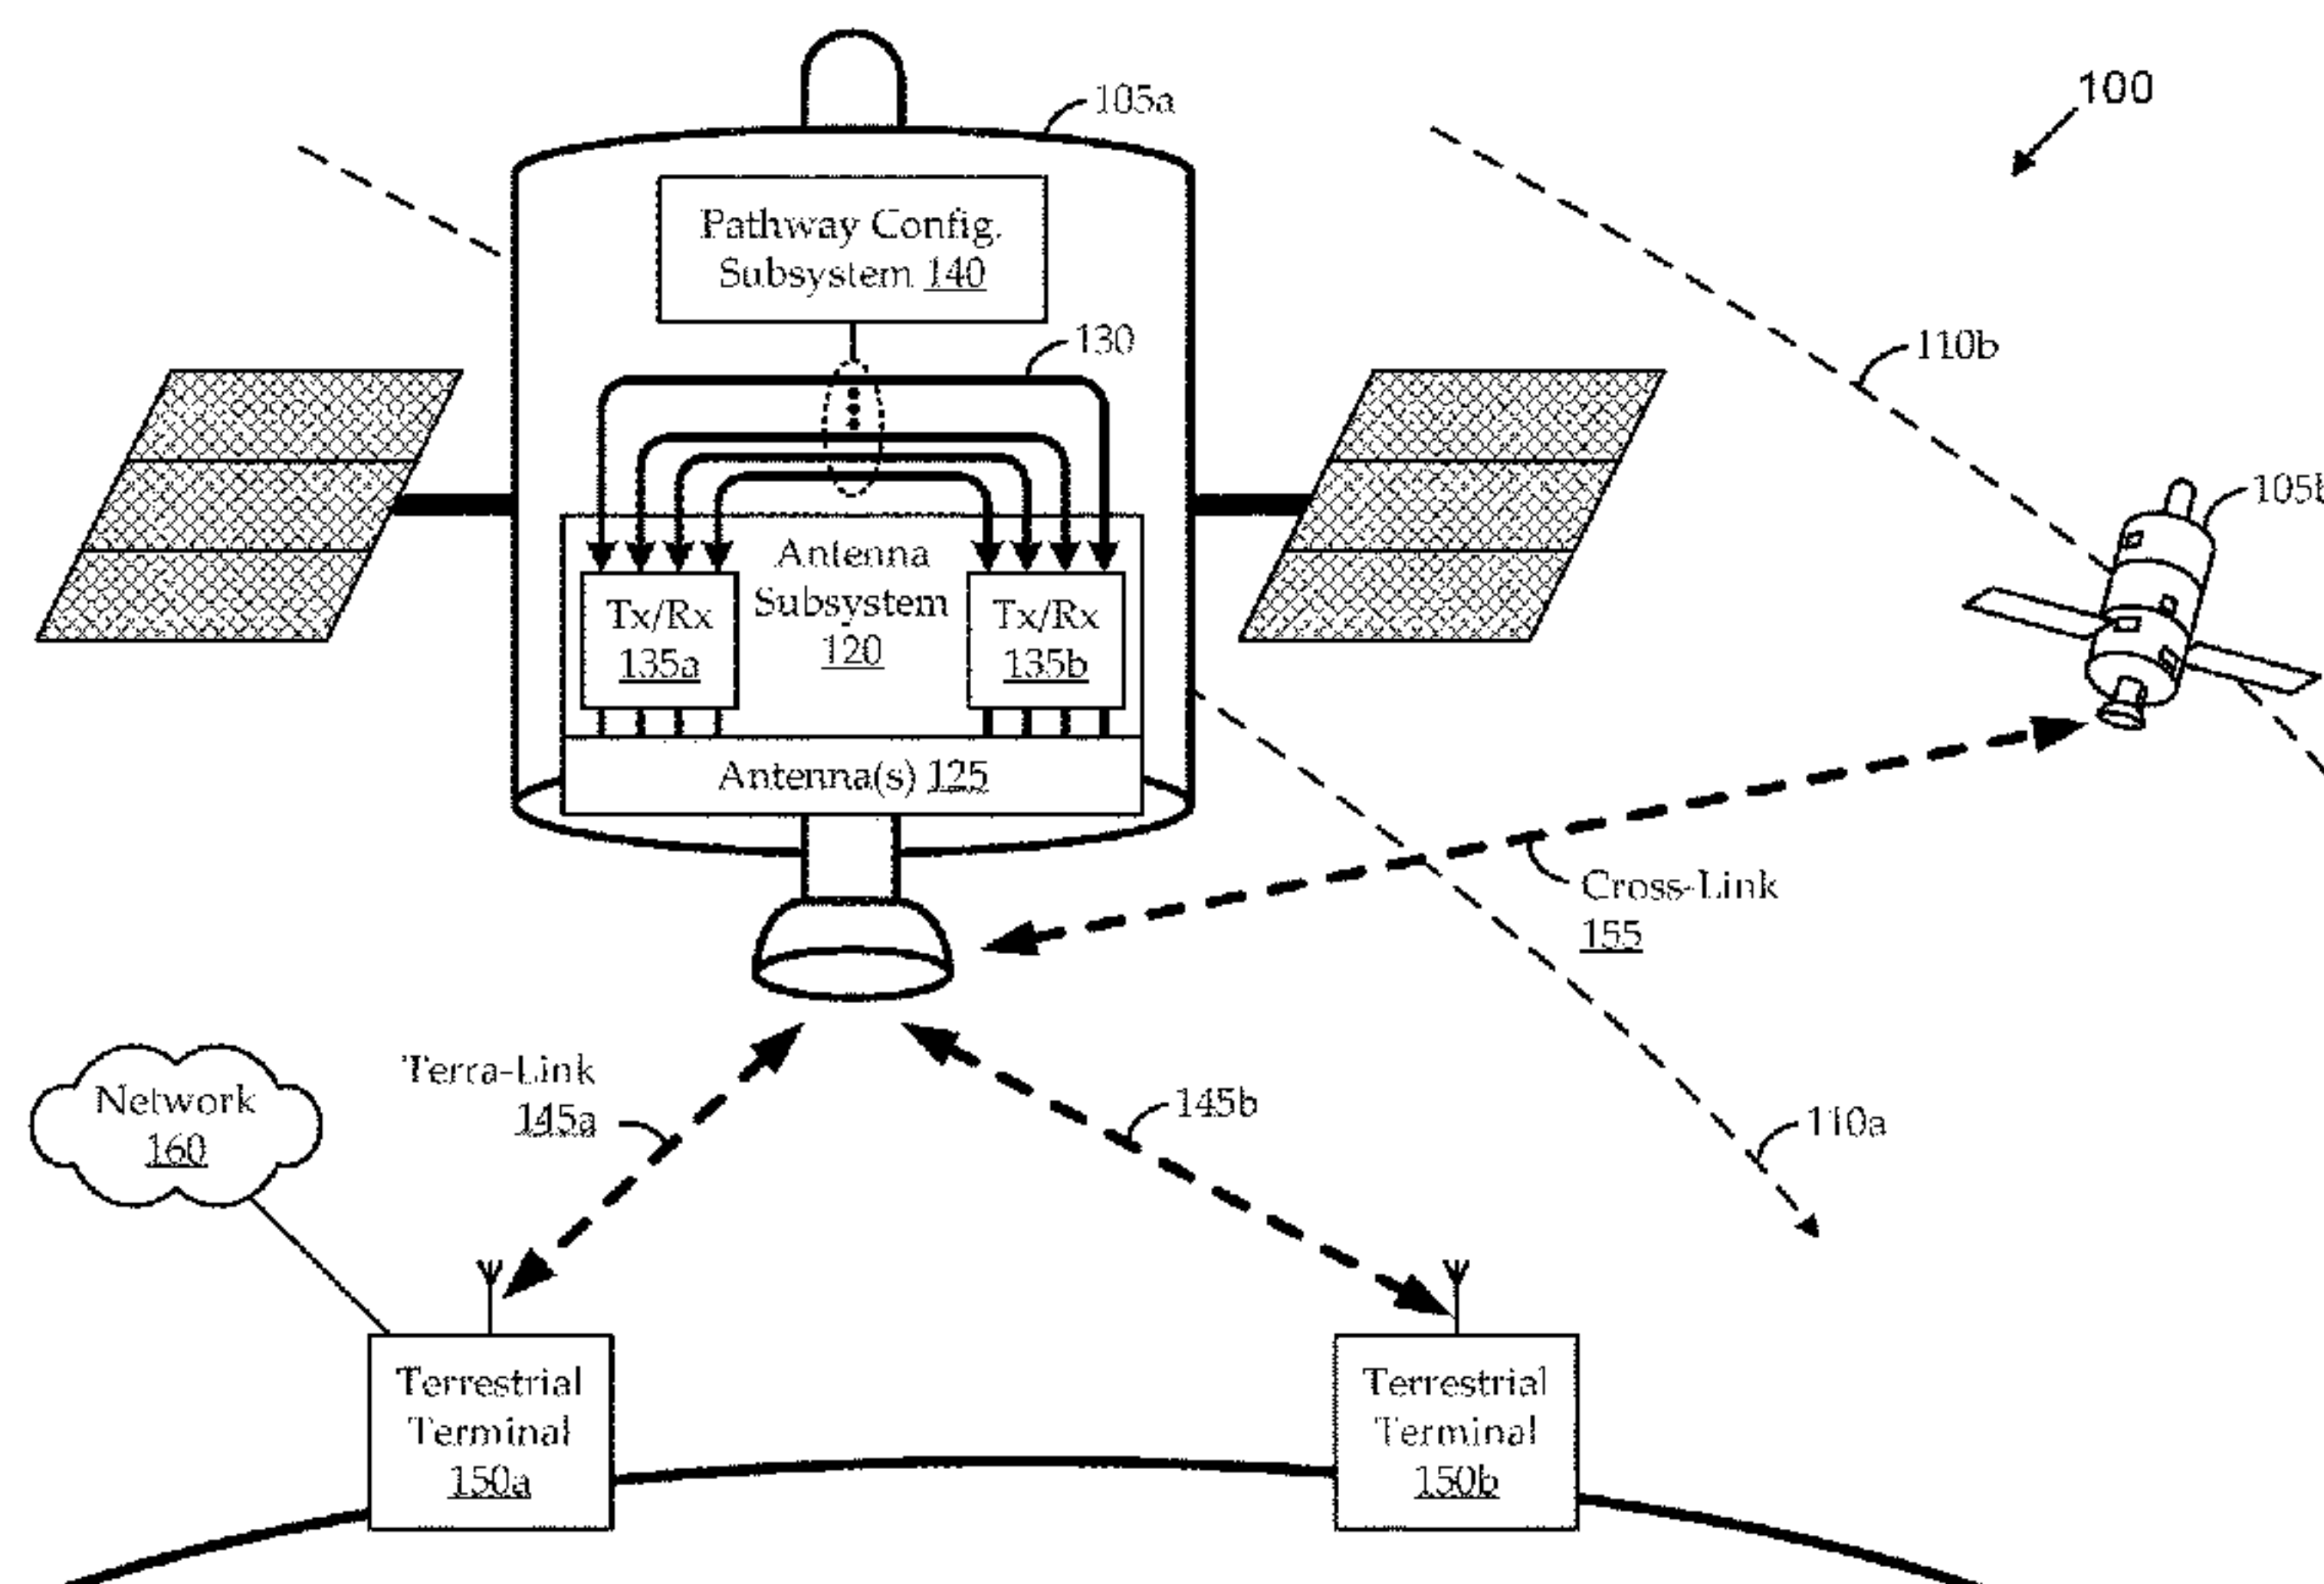 105a
100
Pathway Config.
Subsystem 140
130
110b
105b
Antenna
Subsystem
120
Tx/Rx
135a
Tx/Rx
135b
Antenna(s) 125
Cross-Link
155
Terra-Link
145a
145b
110a
Network
160
Terrestrial
Terminal
150a
Terrestrial
Terminal
150b